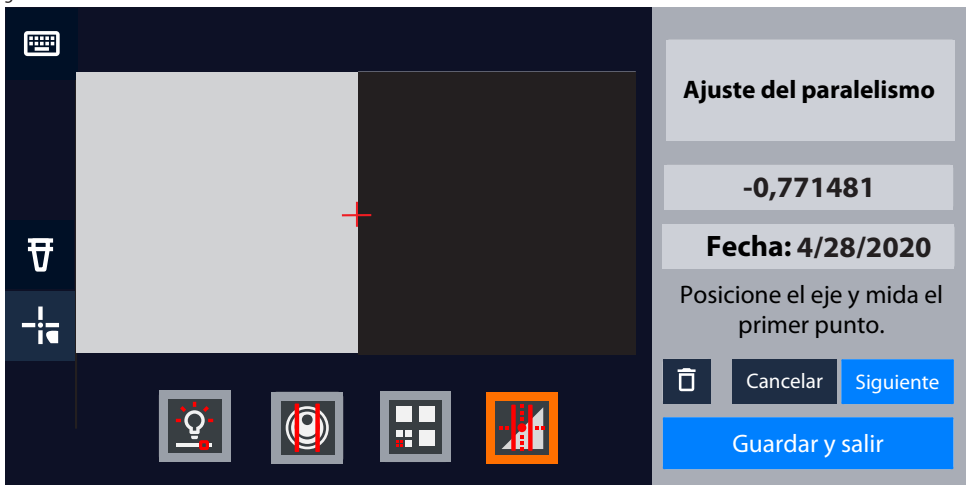 Ajuste del paralelismo
-0,771481
Fecha: 4/28/2020
Posicione el eje y mida el
primer punto.
Cancelar
Siguiente
Guardar y salir